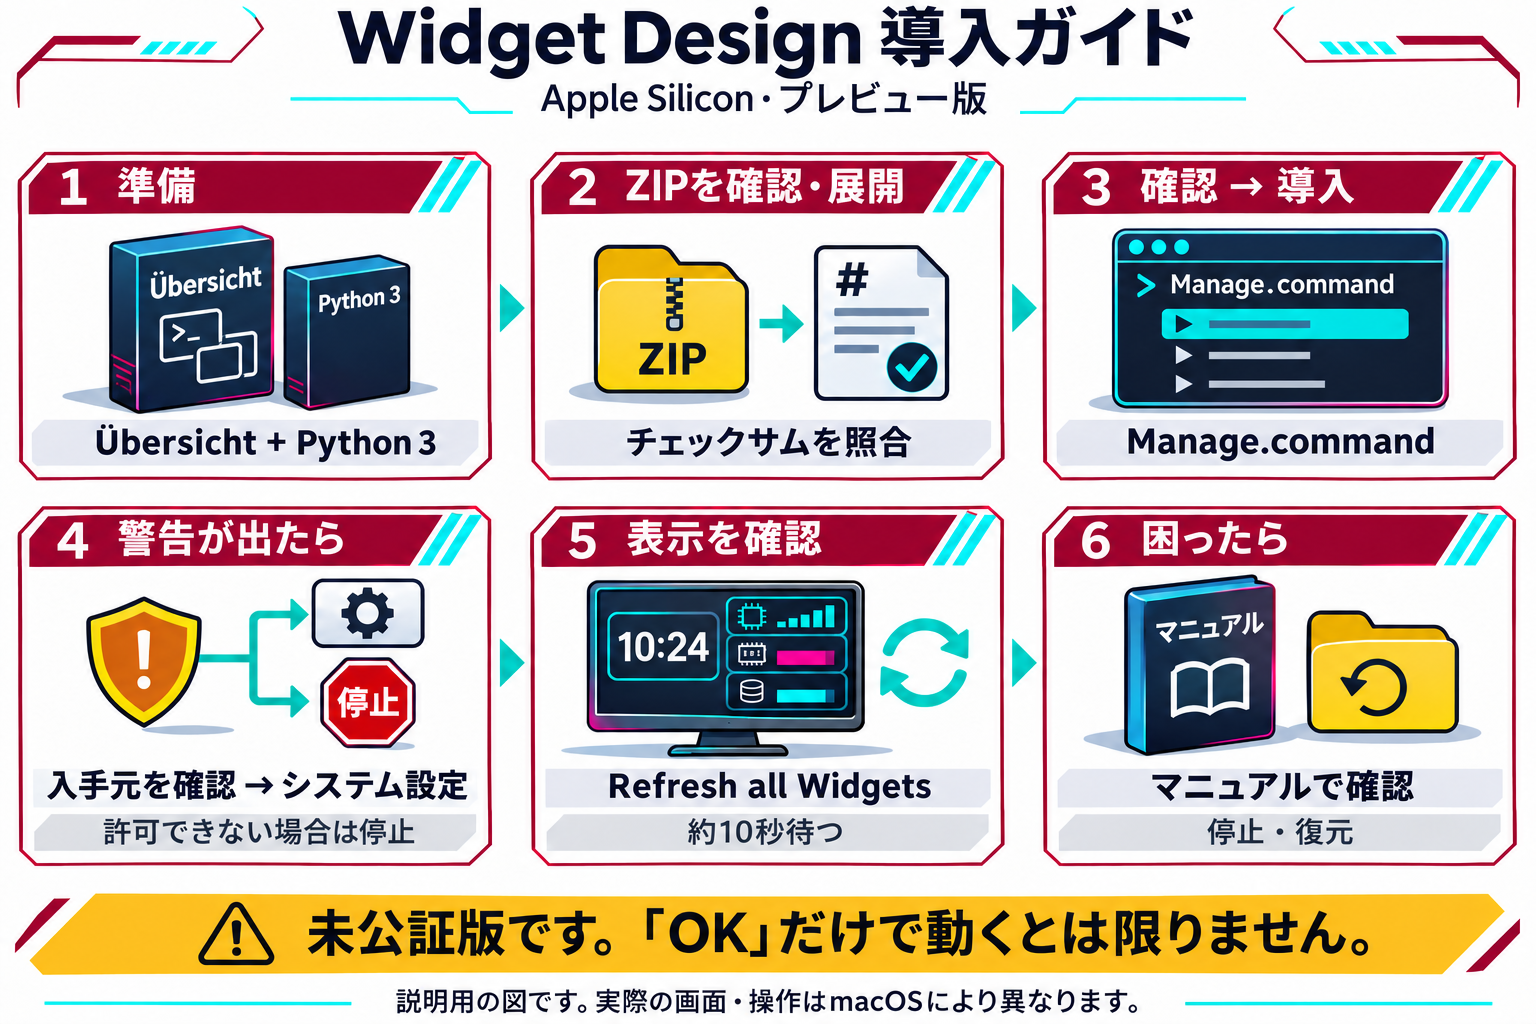 Widget Design 導入ガイド
Apple Silicon・プレビュー版
1 準備
Übersicht
>_
Python 3
Übersicht + Python 3
2 ZIPを確認・展開
ZIP
#
チェックサムを照合
3 確認 → 導入
> Manage.command
Manage.command
4 警告が出たら
!
停止
入手元を確認 → システム設定
許可できない場合は停止
5 表示を確認
10:24
Refresh all Widgets
約10秒待つ
6 困ったら
マニュアル
マニュアルで確認
停止・復元
未公証版です。「OK」だけで動くとは限りません。
説明用の図です。実際の画面・操作はmacOSにより異なります。